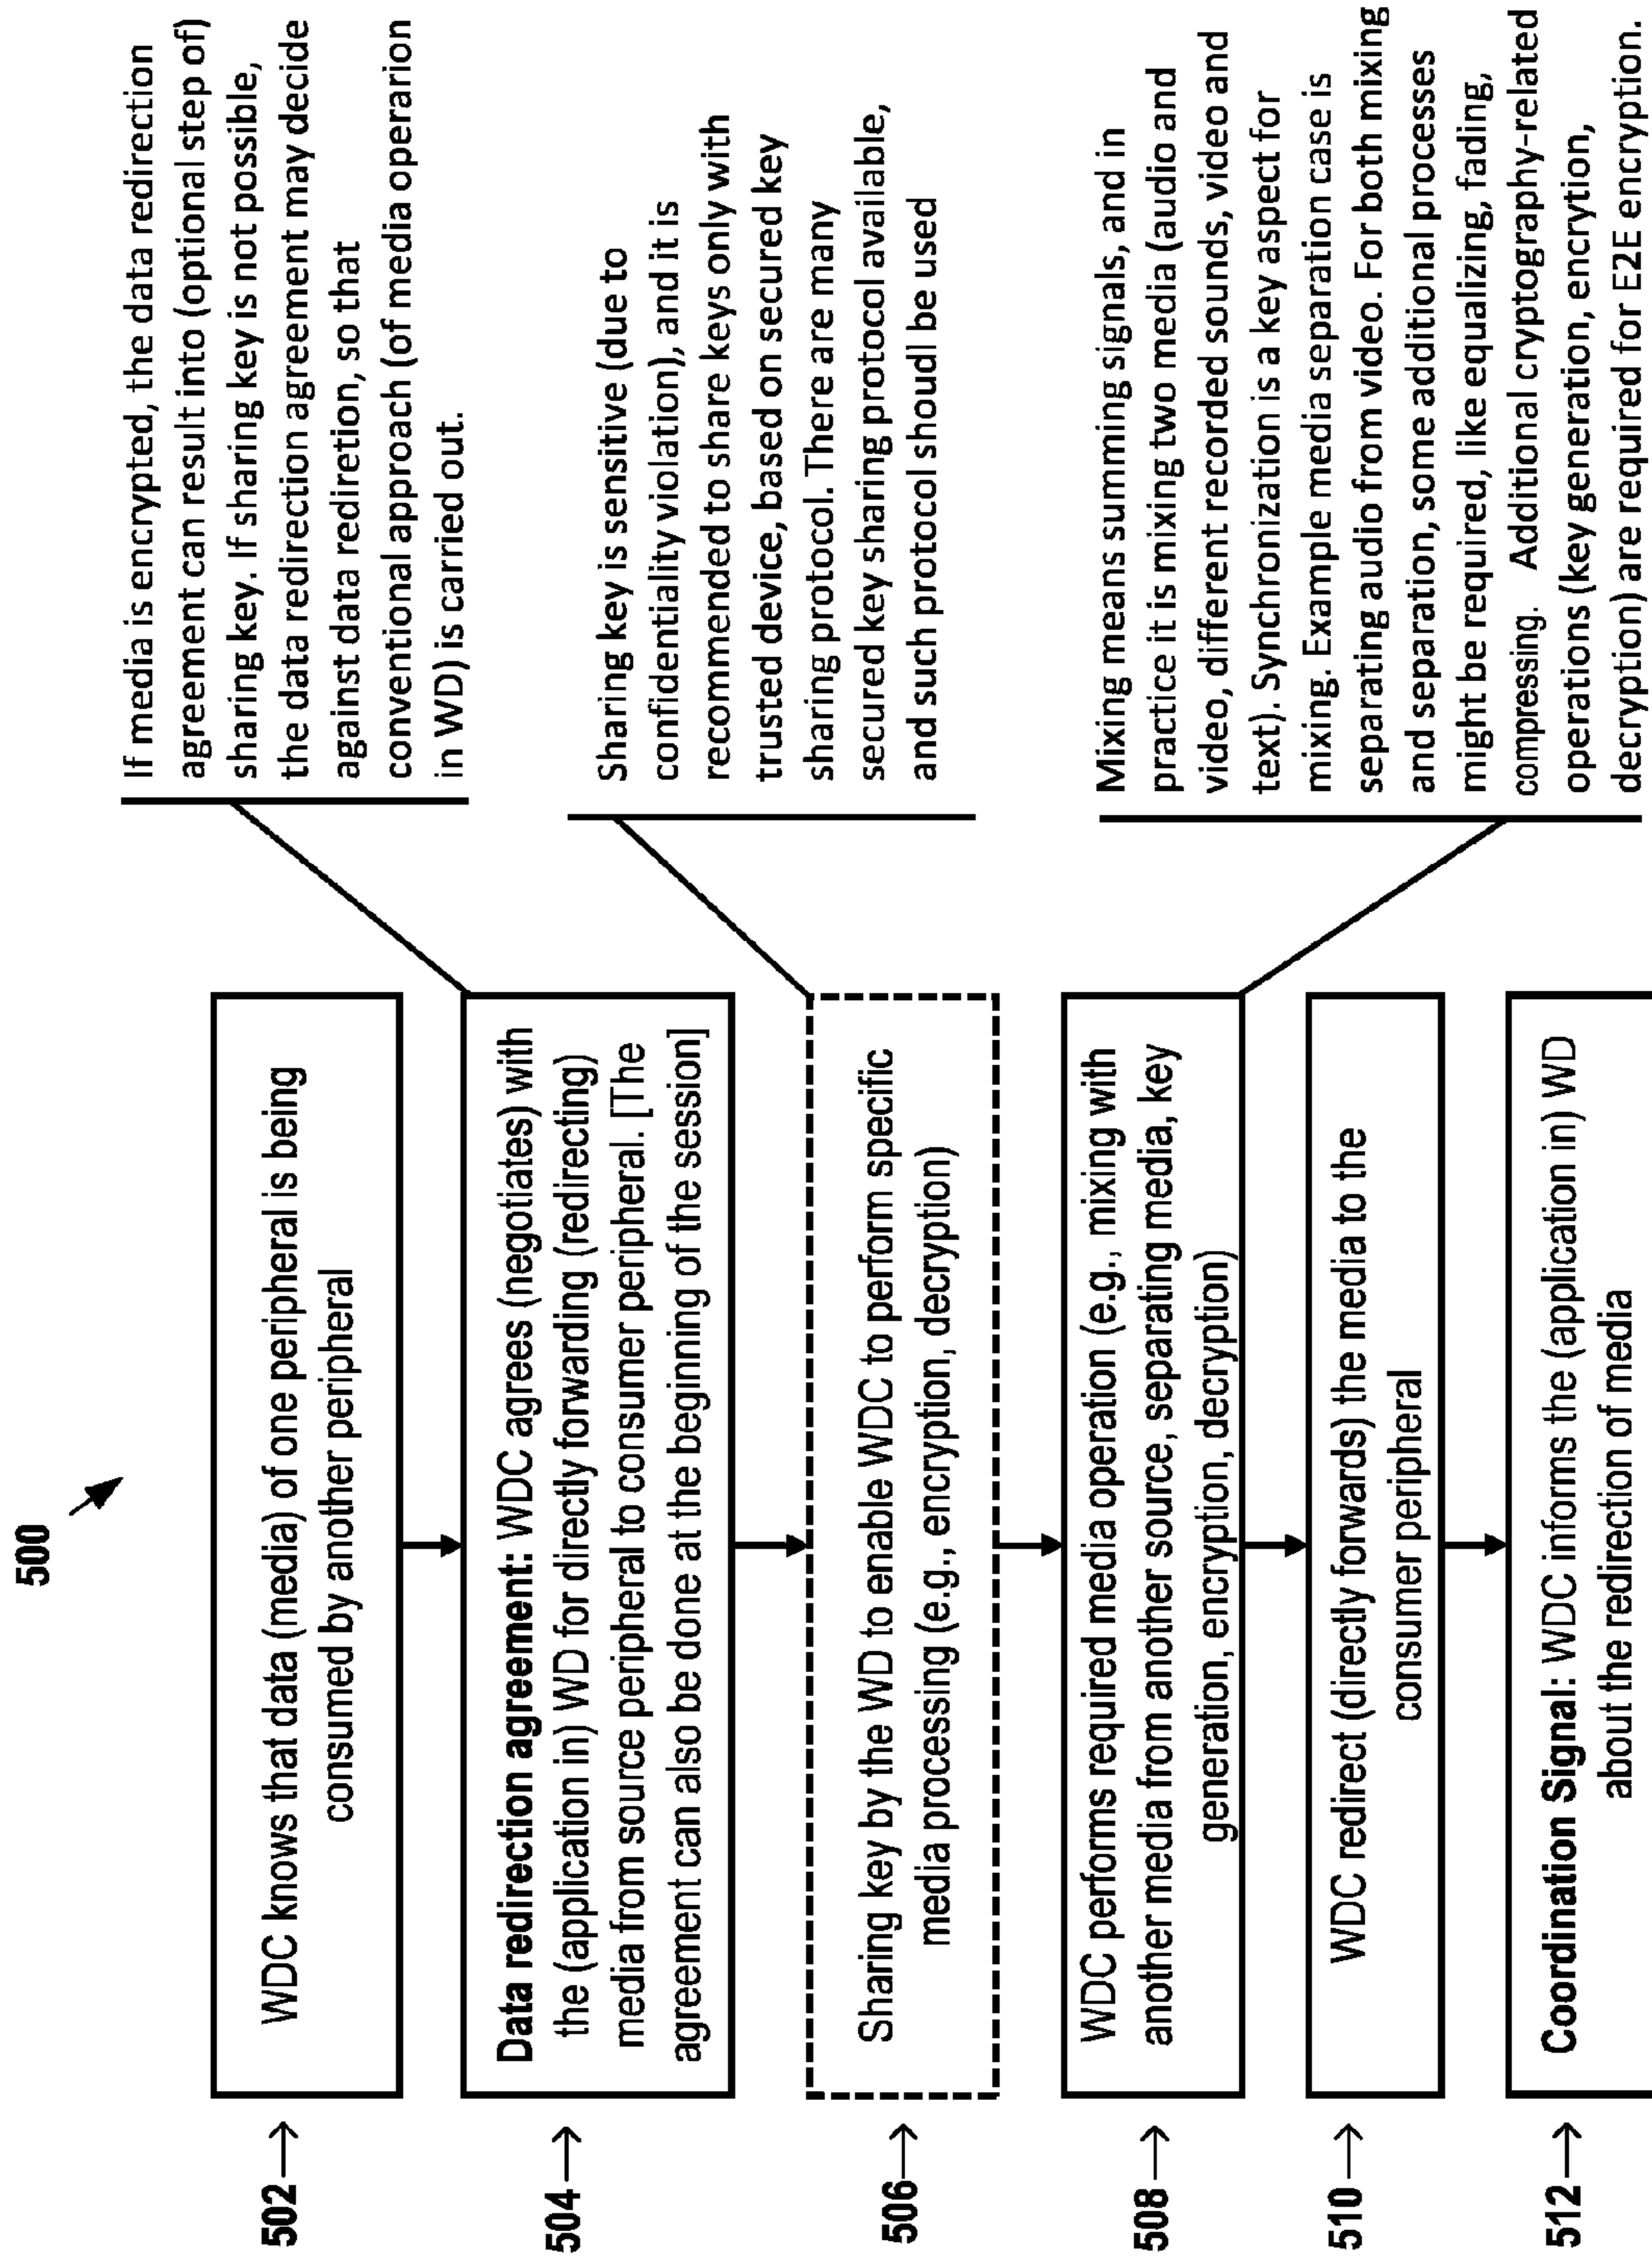 500
502
WDC knows that data (media) of one peripheral is being
consumed by another peripheral
504
Data redirection agreement: WDC agrees (negotiates) with
the (application in) WD for directly forwarding (redirecting)
media from source peripheral to consumer peripheral. [The
agreement can also be done at the beginning of the session]
If media is encrypted, the data redirection
agreement can result into (optional step of)
sharing key. If sharing key is not possible,
the data redirection agreement may decide
against data rediretion, so that
conventional approach (of media operarion
in WD) is carried out.
506
Sharing key by the WD to enable WDC to perform specific
media processing (e.g., encryption, decryption)
Sharing key is sensitive (due to
confidentiality violation), and it is
recommended to share keys only with
trusted device, based on secured key
sharing protocol. There are many
secured key sharing protocol available,
and such protocol shoudl be used
508
WDC performs required media operation (e.g., mixing with
another media from another source, separating media, key
generation, encryption, decryption)
Mixing means summing signals, and in
practice it is mixing two media (audio and
video, different recorded sounds, video and
text). Synchronization is a key aspect for
mixing. Example media separation case is
separating audio from video. For both mixing
and separation, some additional processes
might be required, like equalizing, fading,
compressing. Additional cryptography-related
operations (key generation, encrytion,
decryption) are required for E2E encryption.
510
WDC redirect (directly forwards) the media to the
consumer peripheral
512
Coordination Signal: WDC informs the (application in) WD
about the redirection of media